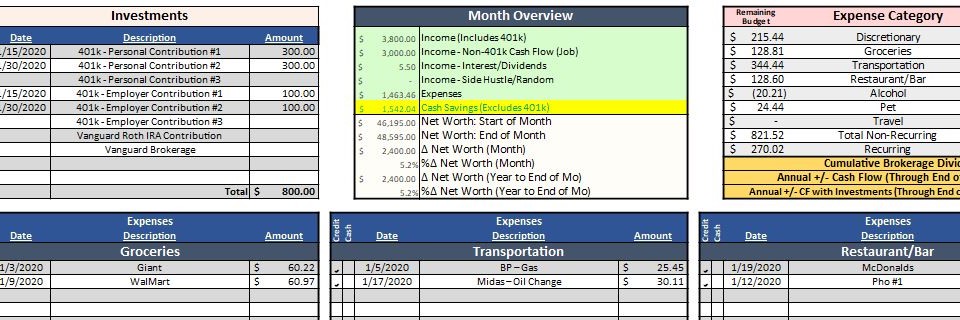 Investments
Date Description Amount
/15/2020 401k - Personal Contribution #1 300.00
/30/2020 401k - Personal Contribution #2 300.00
401k - Personal Contribution #3
/15/2020 401k - Employer Contribution #1 100.00
/30/2020 401k - Employer Contribution #2 100.00
401k - Employer Contribution #3
Vanguard Roth IRA Contribution
Vanguard Brokerage
Total $ 800.00
Month Overview
$ 3,800.00 Income (Includes 401k)
$ 3,000.00 Income - Non-401k Cash Flow (Job)
$ 5.50 Income - Interest/Dividends
$ - Income - Side Hustle/Random
$ 1,463.46 Expenses
$ 1,542.04 Cash Savings (Excludes 401k)
$ 46,195.00 Net Worth: Start of Month
$ 48,595.00 Net Worth: End of Month
$ 2,400.00 Δ Net Worth (Month)
5.2% %Δ Net Worth (Month)
$ 2,400.00 Δ Net Worth (Year to End of Mo)
5.2% %Δ Net Worth (Year to End of Mo)
Remaining
Budget
Expense Category
$ 215.44 Discretionary
$ 128.81 Groceries
$ 344.44 Transportation
$ 128.60 Restaurant/Bar
$ (20.21) Alcohol
$ 24.44 Pet
$ - Travel
$ 821.52 Total Non-Recurring
$ 270.02 Recurring
Cumulative Brokerage Divid
Annual +/- Cash Flow (Through End of
Annual +/- CF with Investments (Through End o
Expenses
Date Description Amount
Groceries
1/3/2020 Giant $ 60.22
1/9/2020 WalMart $ 60.97
Expenses
Credit Cash Date Description Amount
Transportation
1/5/2020 BP – Gas $ 25.45
1/17/2020 Midas – Oil Change $ 30.11
Expenses
Credit Cash Date Description
Restaurant/Bar
1/19/2020 McDonalds
1/12/2020 Pho #1